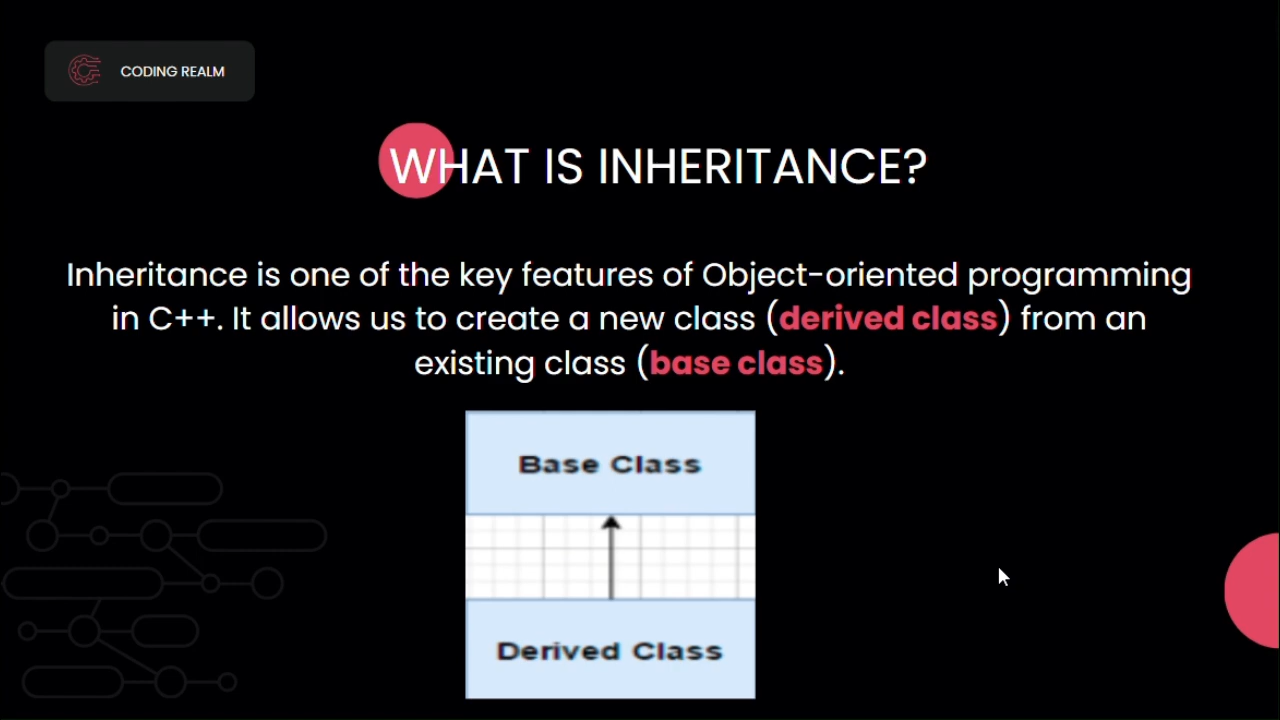 CODING REALM
WHAT IS INHERITANCE?
Inheritance is one of the key features of Object-oriented programming
in C++. It allows us to create a new class (derived class) from an
existing class (base class).
Base Class
Derived Class